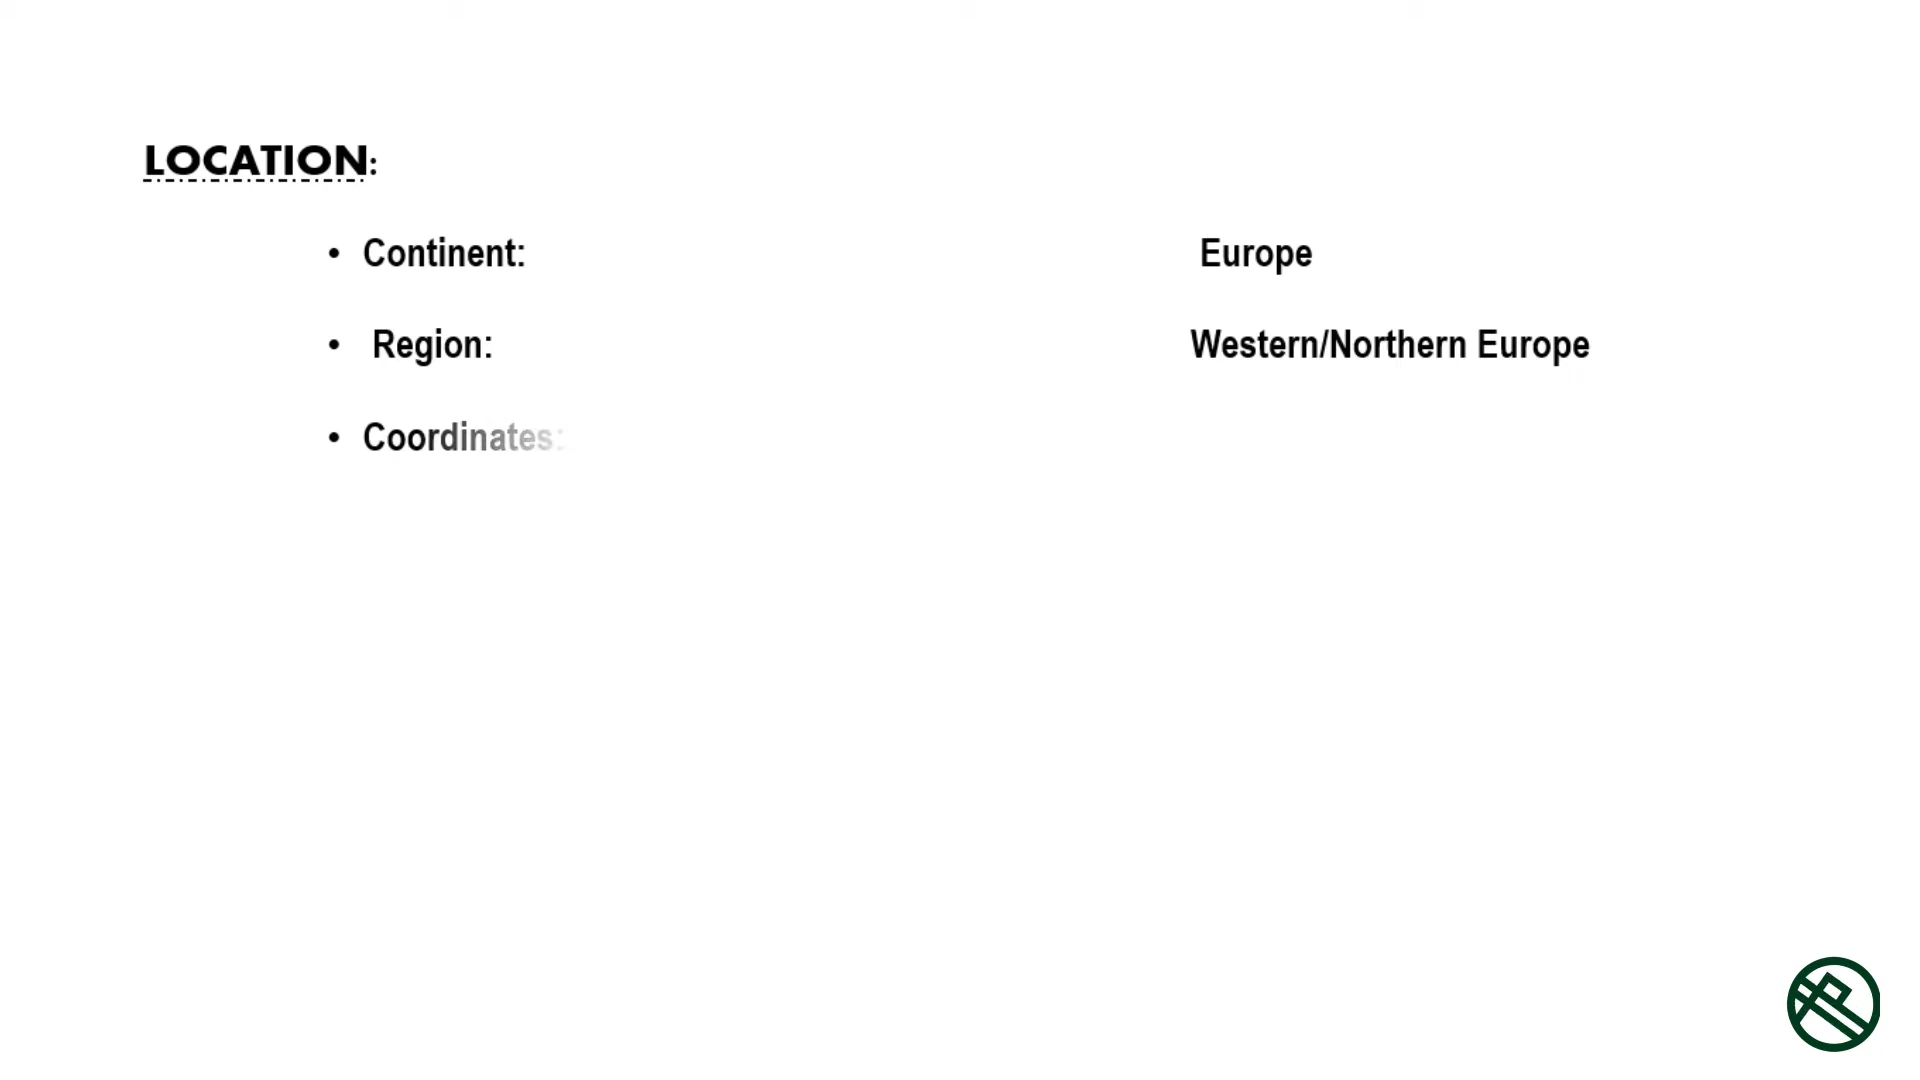 LOCATION:
• Continent: Europe
• Region: Western/Northern Europe
• Coordinates: